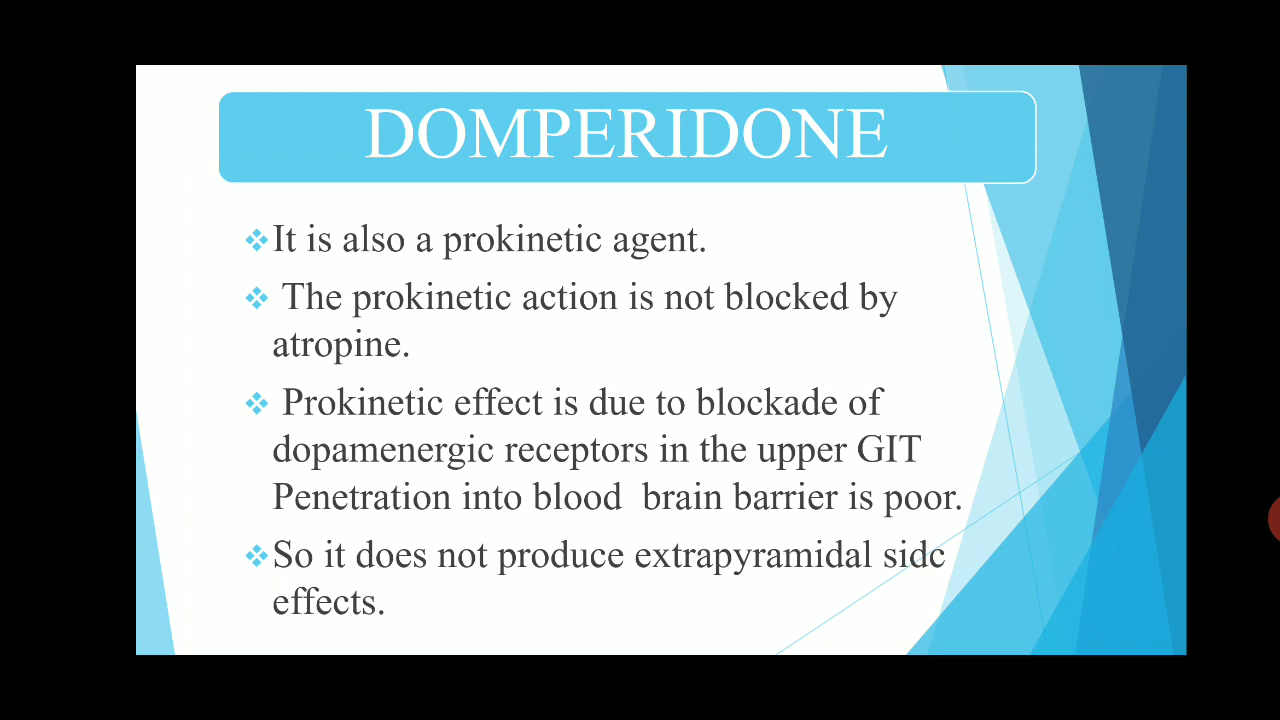 DOMPERIDONE
It is also a prokinetic agent.
The prokinetic action is not blocked by
atropine.
Prokinetic effect is due to blockade of
dopamenergic receptors in the upper GIT
Penetration into blood brain barrier is poor.
So it does not produce extrapyramidal sidc
effects.